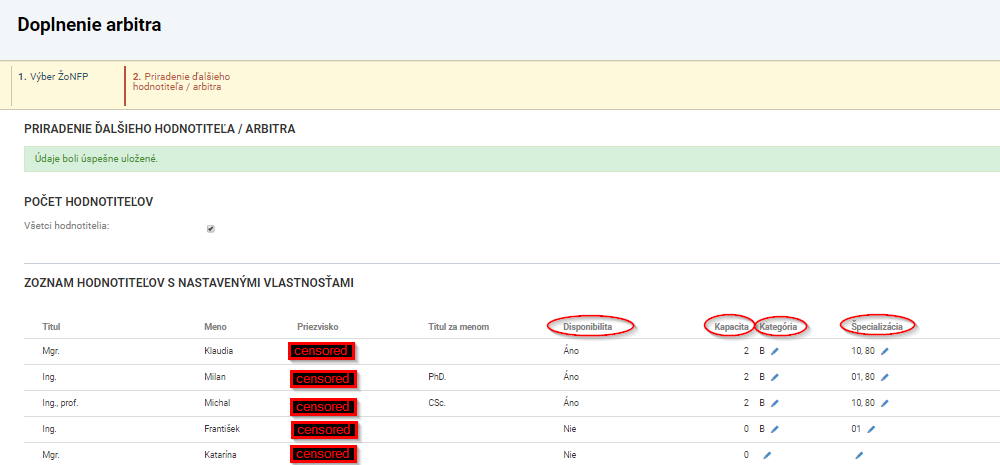 Doplnenie arbitra
1. Výber ŽoNFP
2. Priradenie ďalšieho
hodnotiteľa / arbitra
PRIRADENIE ĎALŠIEHO HODNOTITEĽA / ARBITRA
Údaje boli úspešne uložené.
POČET HODNOTITEĽOV
Všetci hodnotitelia:
ZOZNAM HODNOTITEĽOV S NASTAVENÝMI VLASTNOSŤAMI
Titul Meno Priezvisko Titul za menom Disponibilita Kapacita Kategória Špecializácia
Mgr. Klaudia censored Áno 2 B 10, 80
Ing. Milan censored PhD. Áno 2 B 01, 80
Ing., prof. Michal censored CSc. Áno 2 B 10, 80
Ing. František censored Nie 0 B 01
Mgr. Katarína censored Nie 0